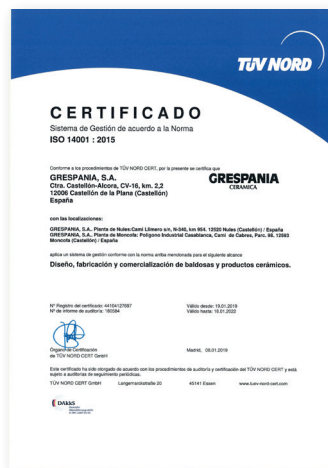 TÜV NORD
CERTIFICADO
Sistema de Gestión de acuerdo a la Norma
ISO 14001 : 2015
Conforme a los procedimientos de TÜV NORD CERT, por la presente se certifica que
GRESPANIA, S.A.
Ctra. Castellón-Alcora, CV-16, km. 2,2
12006 Castellón de la Plana (Castellón)
España
GRESPANIA
CERAMICA
con las localizaciones:
GRESPANIA, S.A. Planta de Nules:Camí Llimero s/n, N-340, km 954. 12520 Nules (Castellón) / España
GRESPANIA, S.A. Planta de Moncofa: Polígono Industrial Casablanca, Camí de Cabres, Parc. 96, 12593
Moncofa (Castellón) / España
aplica un sistema de gestión conforme con la norma arriba mencionada para el siguiente alcance
Diseño, fabricación y comercialización de baldosas y productos cerámicos.
Nº Registro del certificado: 44104127697
Nº de informe de auditoría: 160584
Válido desde: 19.01.2019
Válido hasta: 18.01.2022
Órgano de Certificación
de TÜV NORD CERT GmbH
Madrid, 09.01.2019
Este certificado ha sido otorgado de acuerdo con los procedimientos de auditoría y certificación del TÜV NORD CERT y está
sujeto a auditorías de seguimiento periódicas.
TÜV NORD CERT GmbH Langemarckstraße 20 45141 Essen www.tuev-nord-cert.com
DAkkS